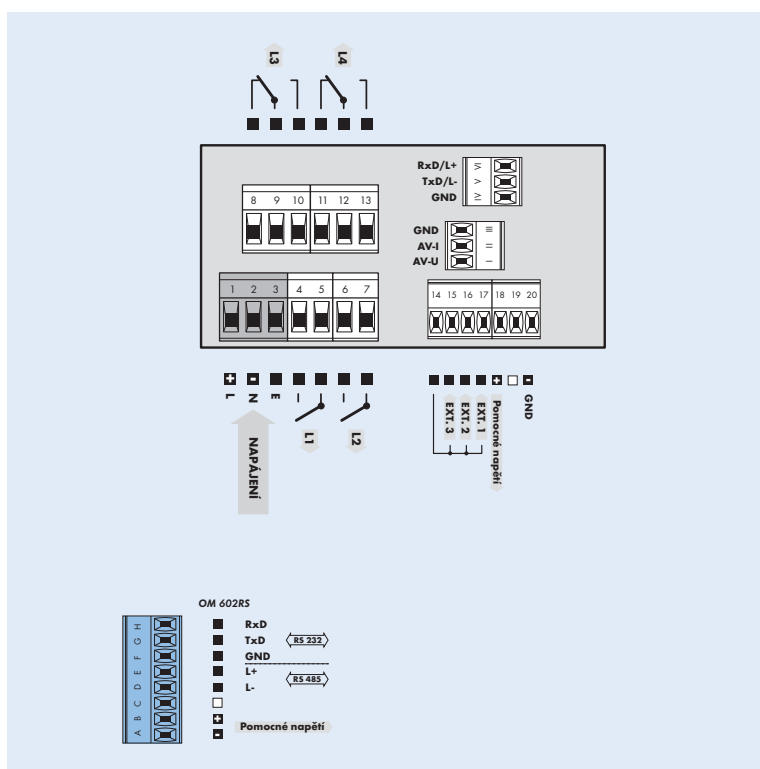 L3 L4
RxD/L+ VI
TxD/L- V
GND IV
8 9 10 11 12 13
GND III
AV-I II
AV-U I
1 2 3 4 5 6 7
14 15 16 17 18 19 20
+ -
L N E
L1 L2
EXT. 3
EXT. 2
EXT. 1
+ -
Pomocné napětí
GND
NAPÁJENÍ
OM 602RS
H RxD
G TxD RS 232
F GND
E L+
D L- RS 485
C
B +
A -
Pomocné napětí